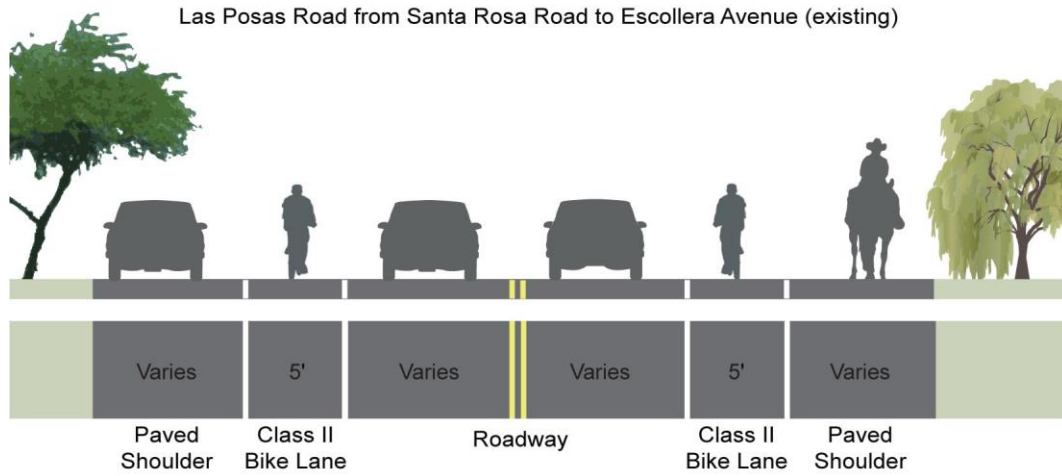 Las Posas Road from Santa Rosa Road to Escollera Avenue (existing)
Varies 5' Varies Varies 5' Varies
Paved Shoulder
Class II Bike Lane
Roadway
Class II Bike Lane
Paved Shoulder